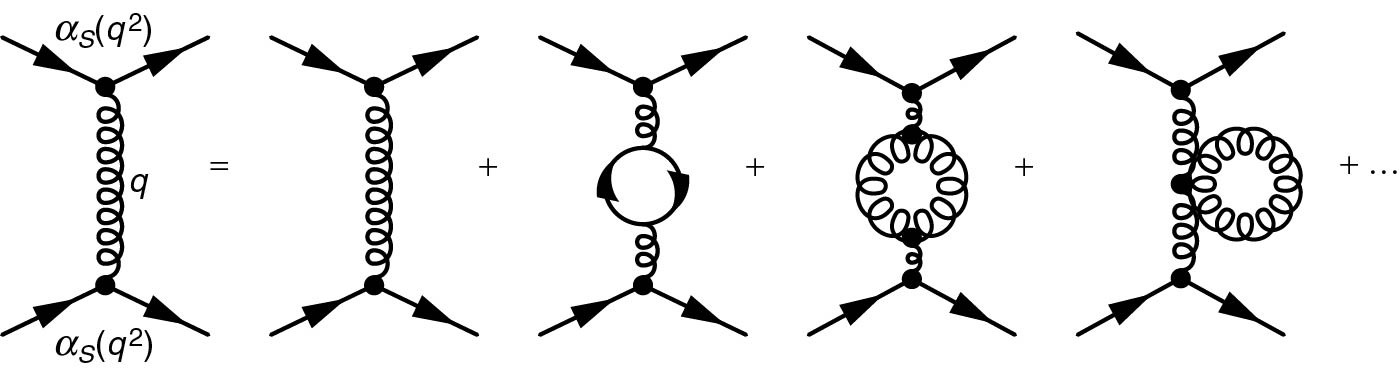 αS(q²)
q
=
+
+
+
+ …
αS(q²)